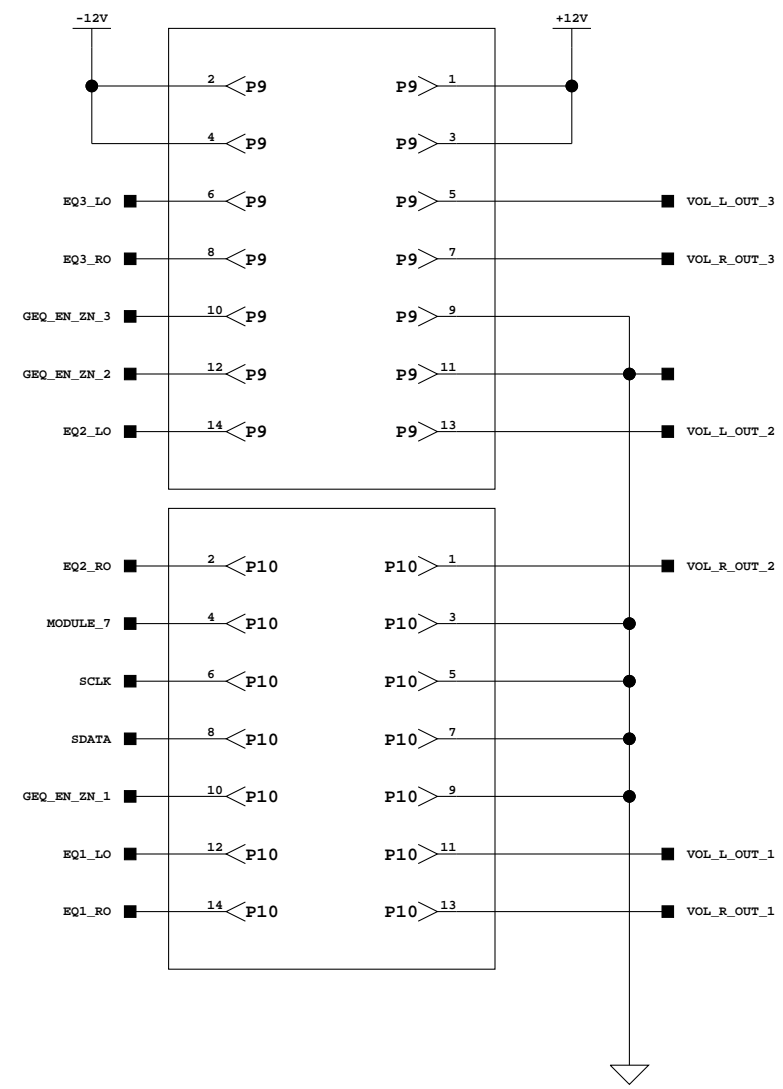 -12V +12V
2 P9 P9 1
4 P9 P9 3
EQ3_LO 6 P9 P9 5 VOL_L_OUT_3
EQ3_RO 8 P9 P9 7 VOL_R_OUT_3
GEQ_EN_ZN_3 10 P9 P9 9
GEQ_EN_ZN_2 12 P9 P9 11
EQ2_LO 14 P9 P9 13 VOL_L_OUT_2
EQ2_RO 2 P10 P10 1 VOL_R_OUT_2
MODULE_7 4 P10 P10 3
SCLK 6 P10 P10 5
SDATA 8 P10 P10 7
GEQ_EN_ZN_1 10 P10 P10 9
EQ1_LO 12 P10 P10 11 VOL_L_OUT_1
EQ1_RO 14 P10 P10 13 VOL_R_OUT_1